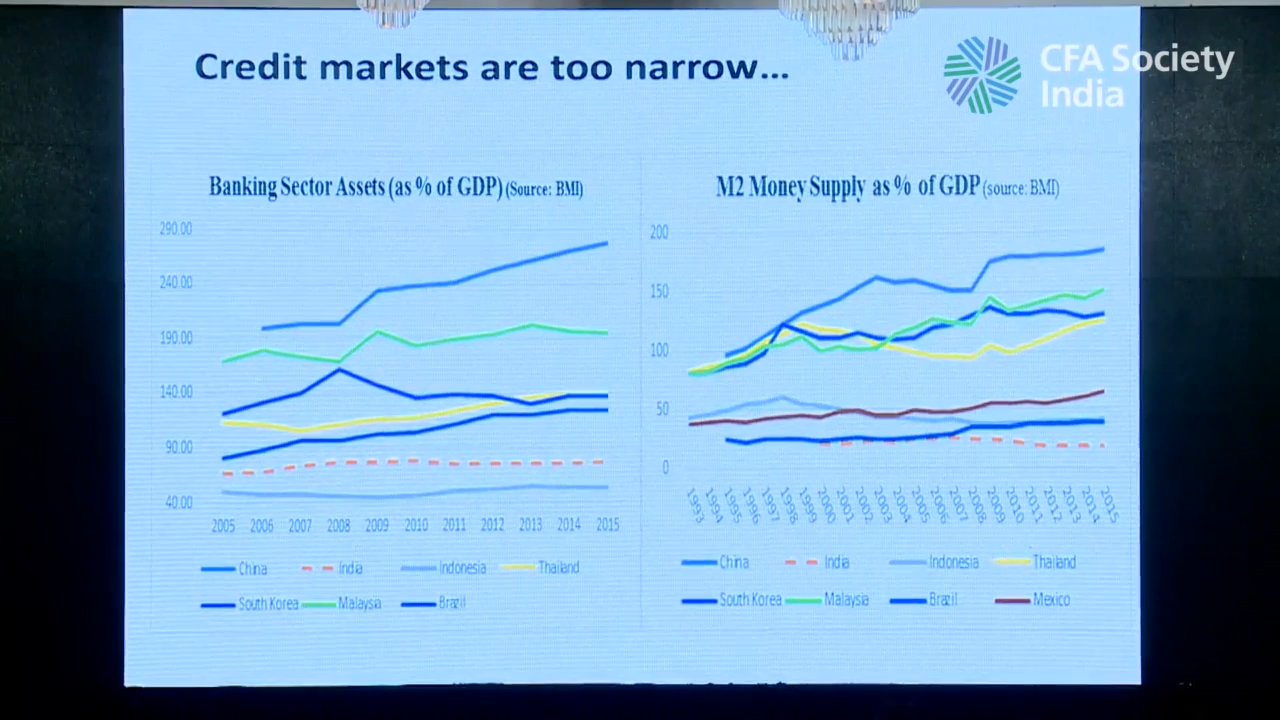 Credit markets are too narrow...
CFA Society
India
Banking Sector Assets (as % of GDP) (Source: BMI)
290.00
240.00
190.00
140.00
90.00
40.00
2005 2006 2007 2008 2009 2010 2011 2012 2013 2014 2015
China India Indonesia Thailand
South Korea Malaysia Brazil
M2 Money Supply as % of GDP (source: BMI)
200
150
100
50
0
1993 1994 1995 1996 1997 1998 1999 2000 2001 2002 2003 2004 2005 2006 2007 2008 2009 2010 2011 2012 2013 2014 2015
China India Indonesia Thailand
South Korea Malaysia Brazil Mexico